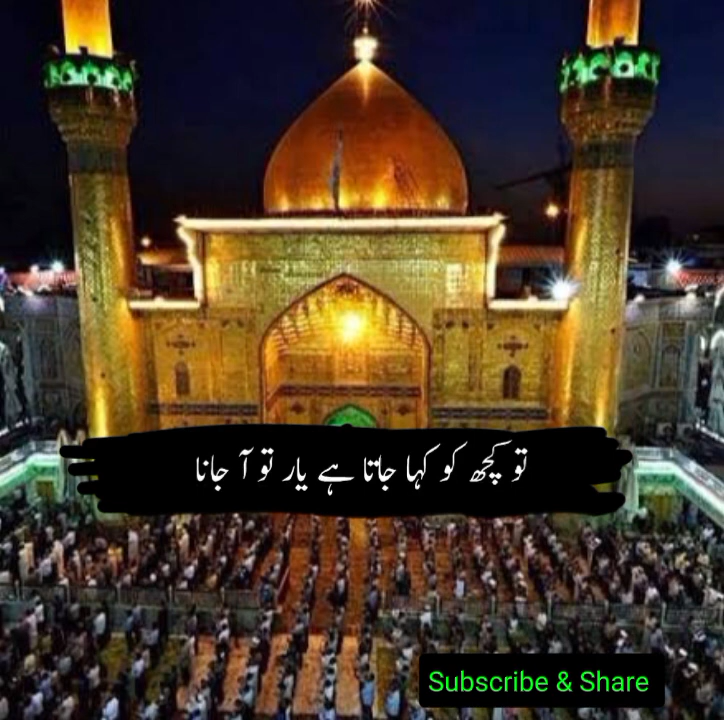 تو کچھ کو کہا جاتا ہے یار تو آ جانا
Subscribe & Share